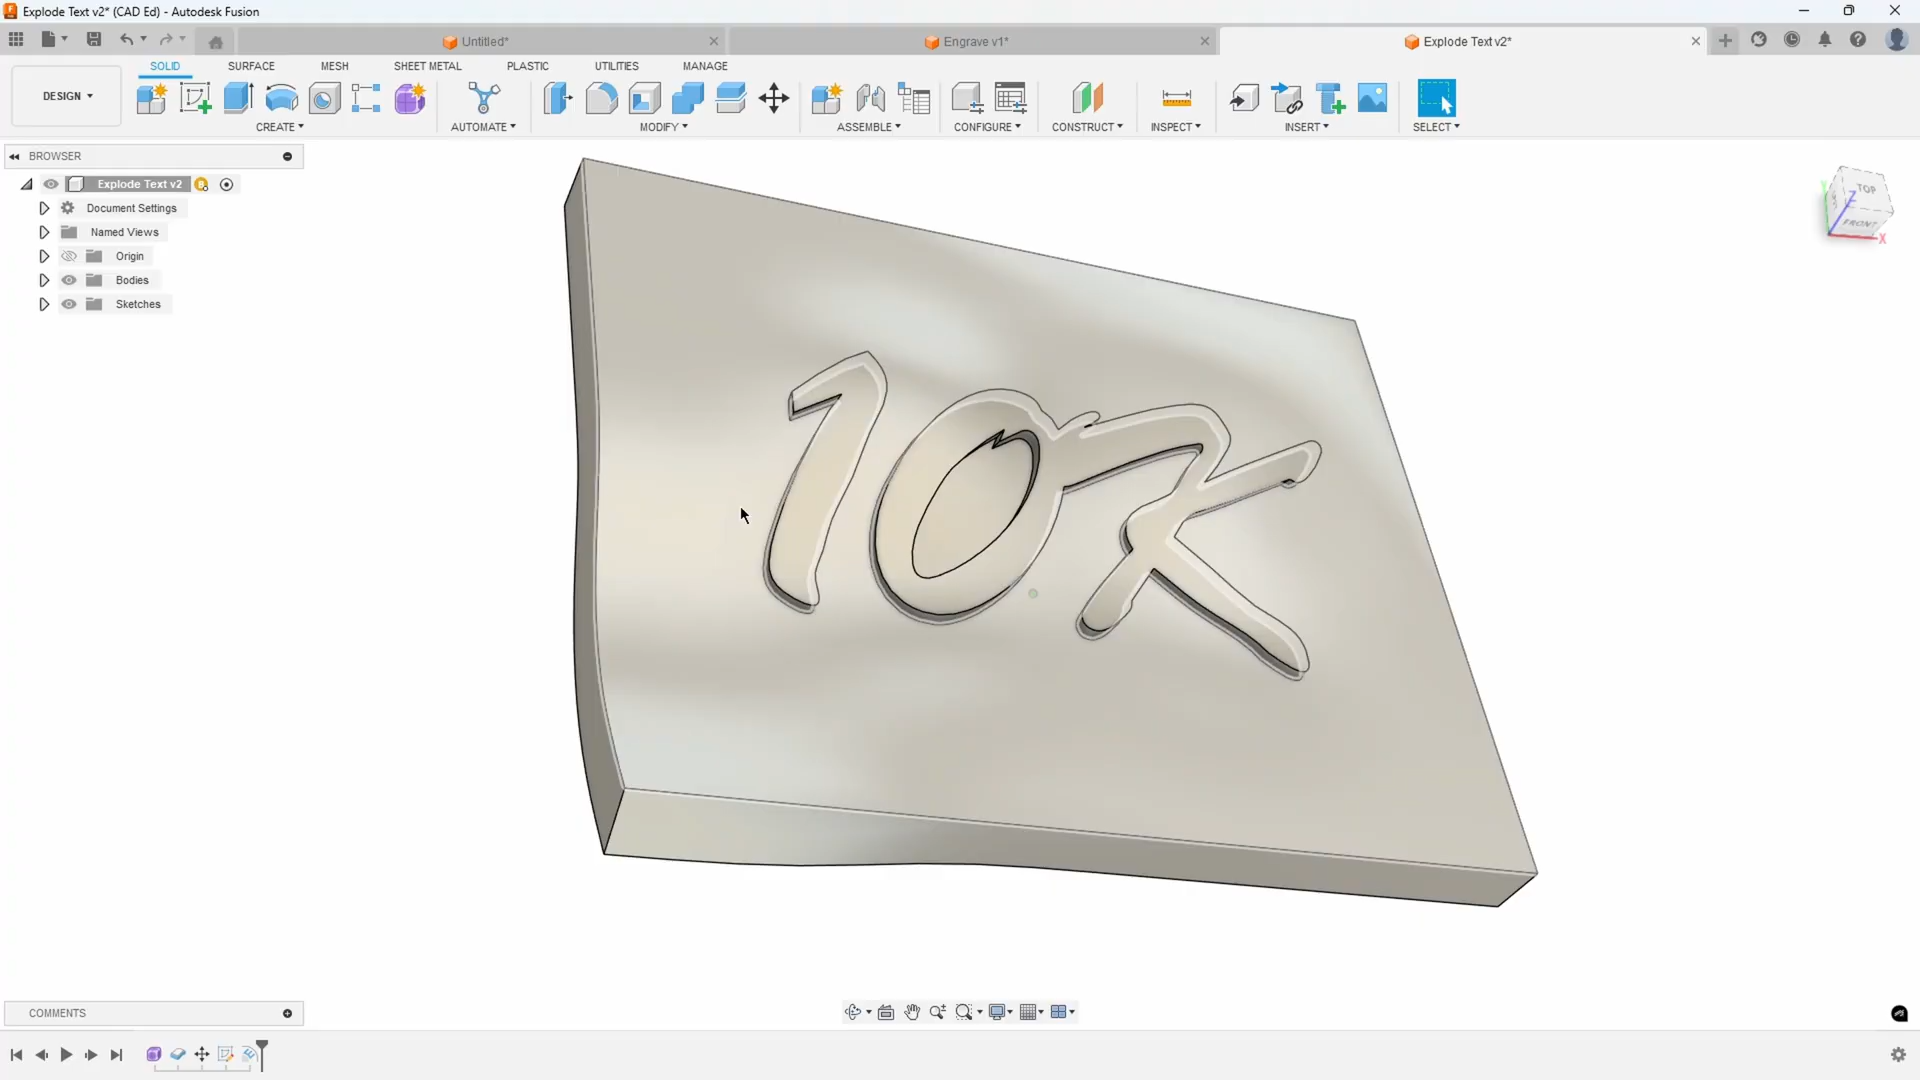 Explode Text v2* (CAD Ed) - Autodesk Fusion
Untitled*
Engrave v1*
Explode Text v2*
DESIGN
SOLID
SURFACE
MESH
SHEET METAL
PLASTIC
UTILITIES
MANAGE
CREATE
AUTOMATE
MODIFY
ASSEMBLE
CONFIGURE
CONSTRUCT
INSPECT
INSERT
SELECT
BROWSER
Explode Text v2
Document Settings
Named Views
Origin
Bodies
Sketches
TOP
FRONT
Z
X
10K
COMMENTS